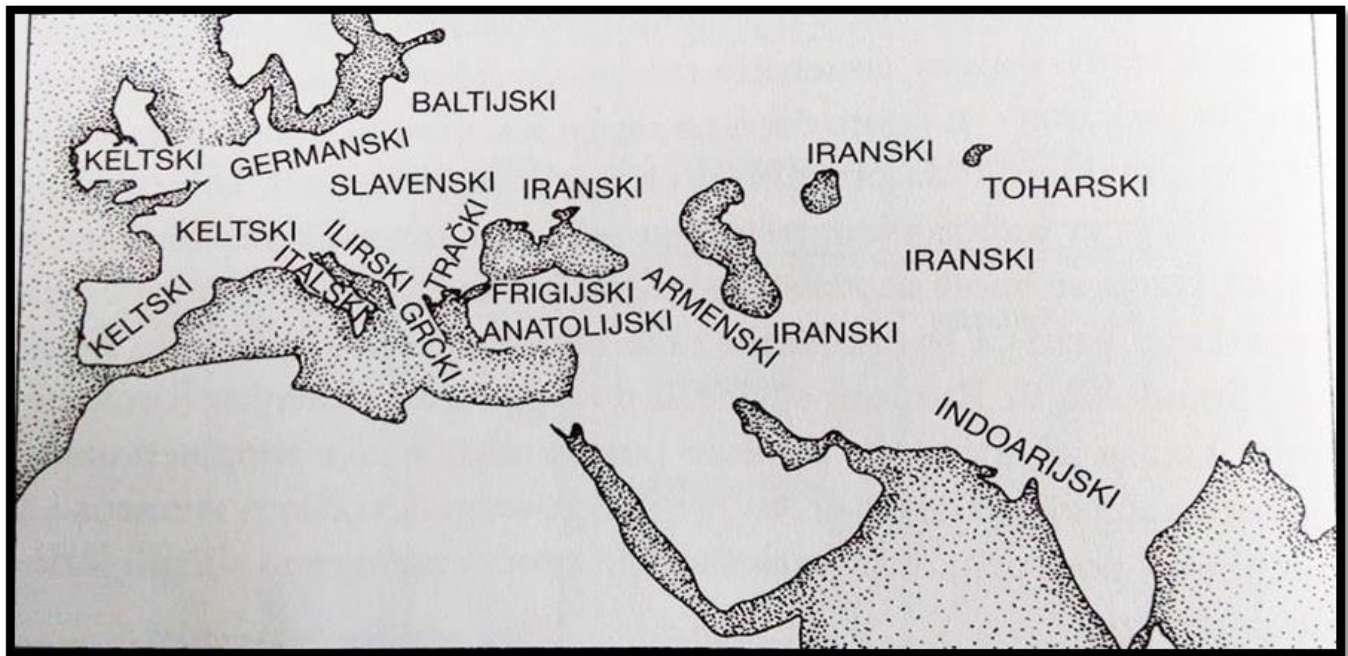 BALTIJSKI
KELTSKI
GERMANSKI
IRANSKI
SLAVENSKI
IRANSKI
TOHARSKI
KELTSKI
ILIRSKI
TRAČKI
ITALSKI
IRANSKI
KELTSKI
GRČKI
FRIGIJSKI
ARMENSKI
ANATOLIJSKI
IRANSKI
INDOARIJSKI